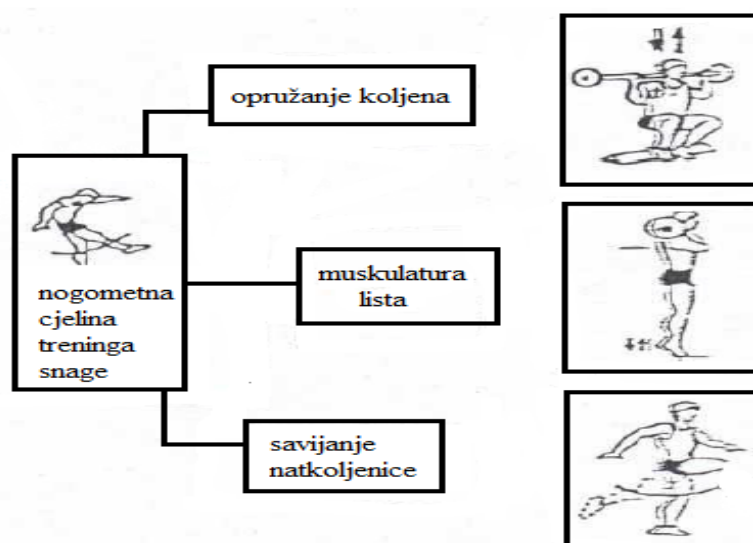 opružanje koljena
nogometna
cjelina
treninga
snage
muskulatura
lista
savijanje
natkoljenice